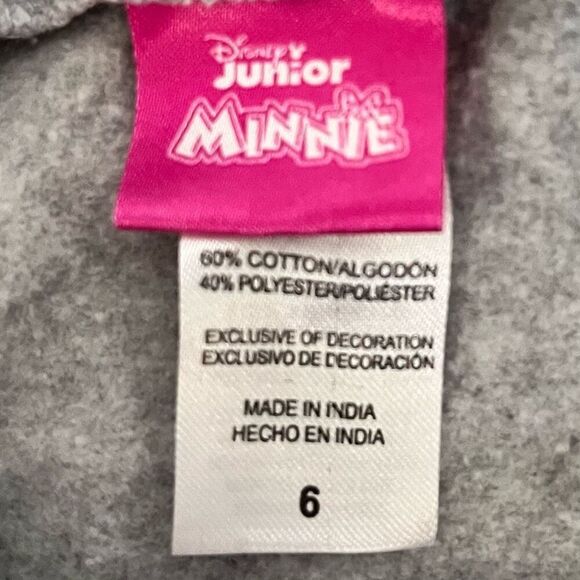 Disney
Junior
MINNIE
60% COTTON/ALGODÓN
40% POLYESTER/POLIÉSTER
EXCLUSIVE OF DECORATION
EXCLUSIVO DE DECORACIÓN
MADE IN INDIA
HECHO EN INDIA
6